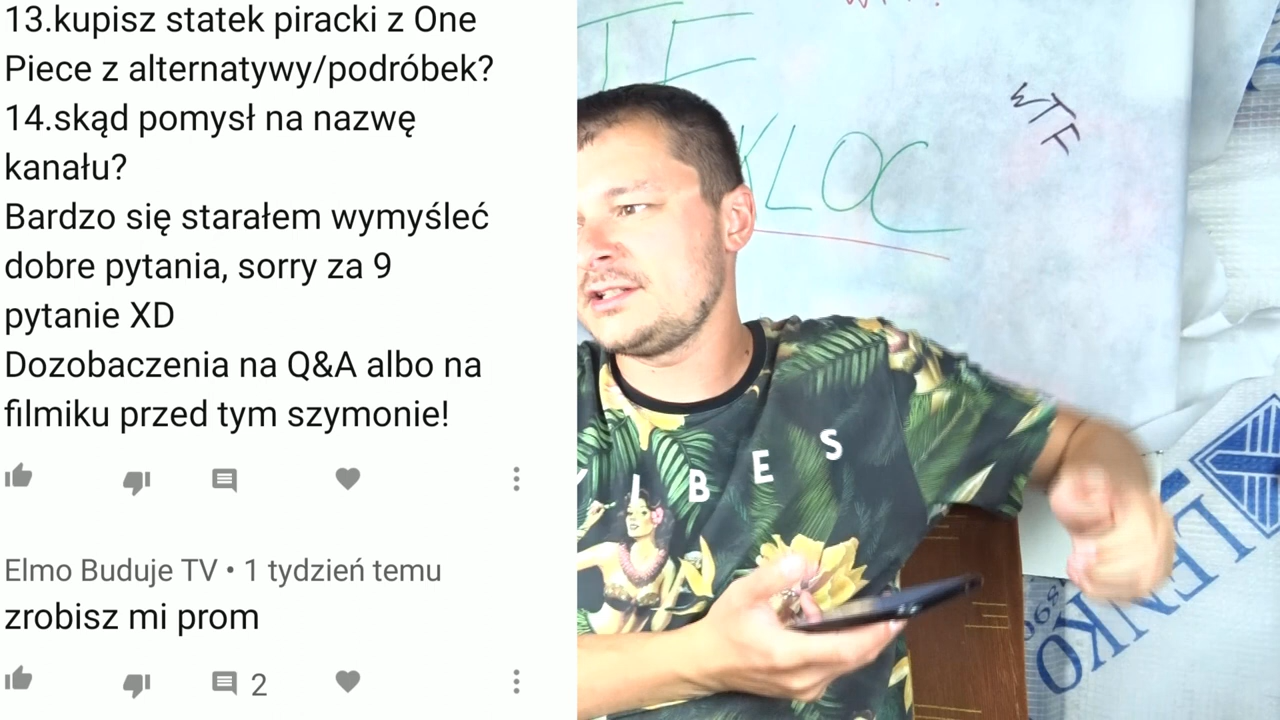 13.kupisz statek piracki z One
Piece z alternatywy/podróbek?
14.skąd pomysł na nazwę
kanału?
Bardzo się starałem wymyśleć
dobre pytania, sorry za 9
pytanie XD
Dozobaczenia na Q&A albo na
filmiku przed tym szymonie!
Elmo Buduje TV • 1 tydzień temu
zrobisz mi prom
2
WTF
KLOC
VIBES
LENKO